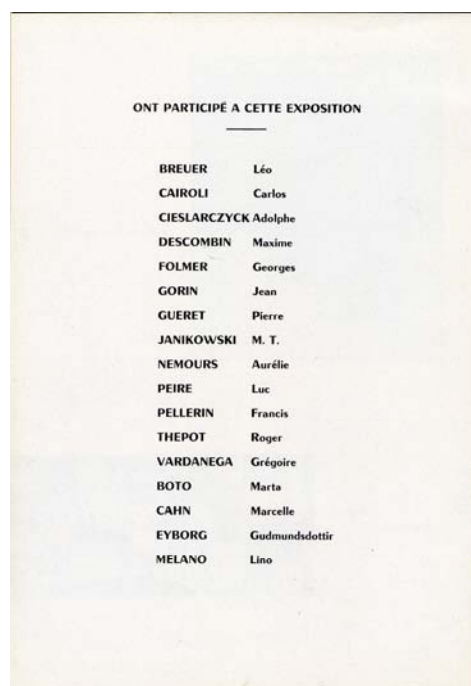 ONT PARTICIPÉ A CETTE EXPOSITION
BREUER Léo
CAIROLI Carlos
CIESLARCZYCK Adolphe
DESCOMBIN Maxime
FOLMER Georges
GORIN Jean
GUERET Pierre
JANIKOWSKI M. T.
NEMOURS Aurélie
PEIRE Luc
PELLERIN Francis
THEPOT Roger
VARDANEGA Grégoire
BOTO Marta
CAHN Marcelle
EYBORG Gudmundsdottir
MELANO Lino